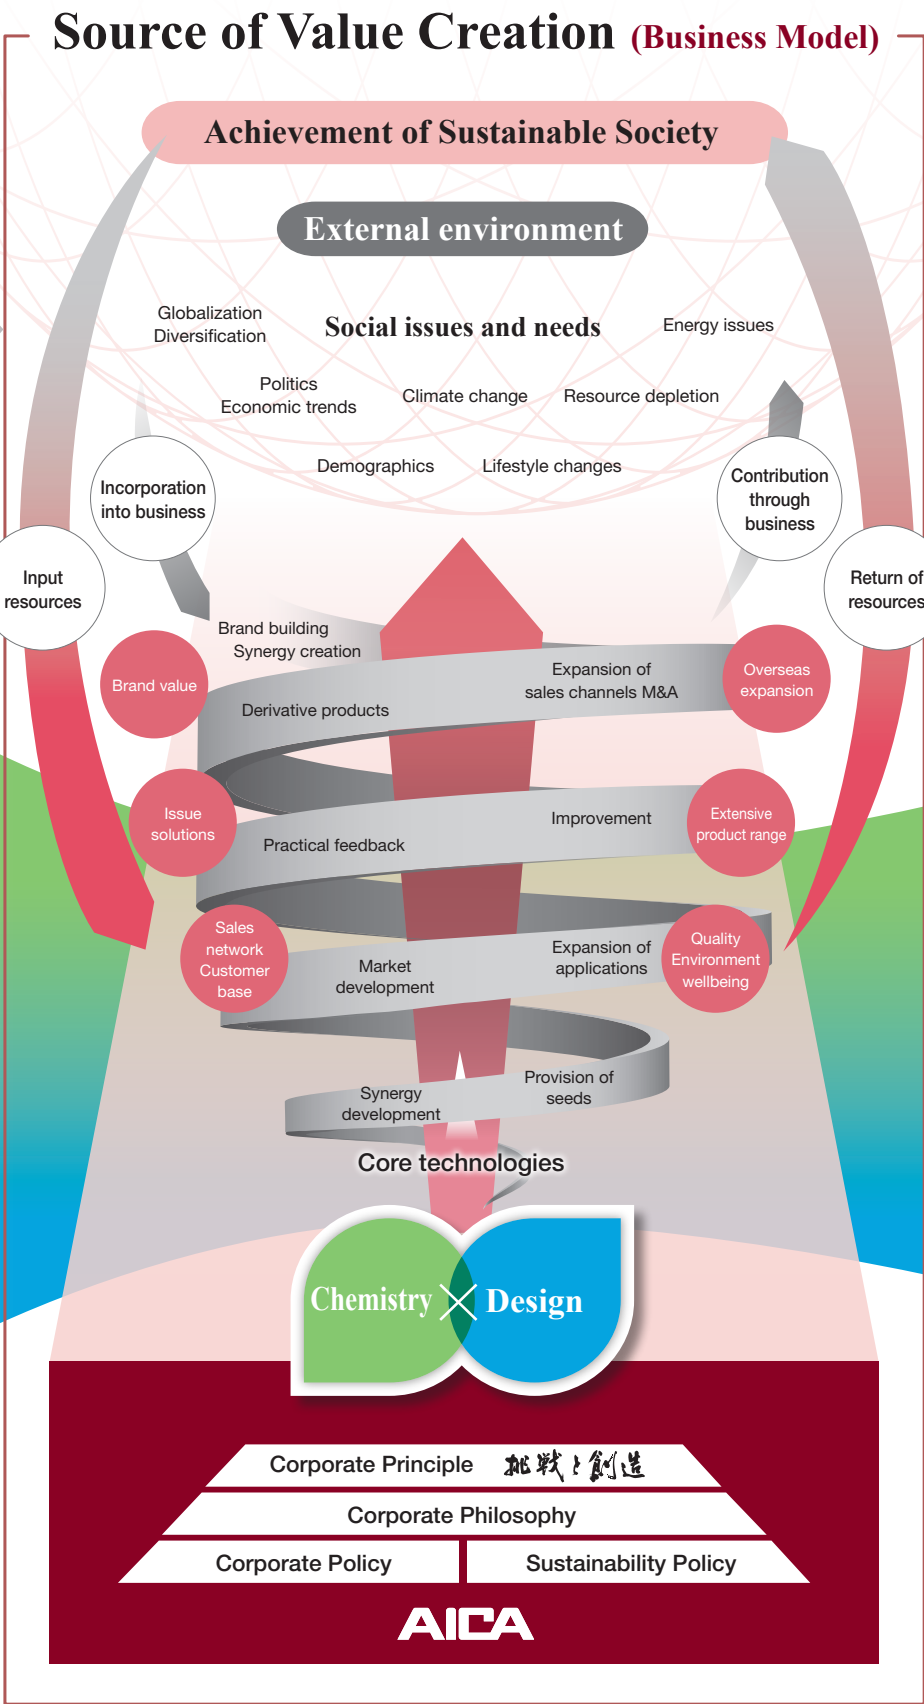 Source of Value Creation (Business Model)
Achievement of Sustainable Society
External environment
Globalization
Diversification
Social issues and needs
Energy issues
Politics
Economic trends
Climate change
Resource depletion
Demographics
Lifestyle changes
Incorporation
into business
Contribution
through
business
Input
resources
Return of
resources
Brand building
Synergy creation
Brand value
Expansion of
sales channels M&A
Overseas
expansion
Derivative products
Issue
solutions
Improvement
Extensive
product range
Practical feedback
Sales
network
Customer
base
Market
development
Expansion of
applications
Quality
Environment
wellbeing
Synergy
development
Provision of
seeds
Core technologies
Chemistry × Design
Corporate Principle 挑戦と創造
Corporate Philosophy
Corporate Policy
Sustainability Policy
AICA